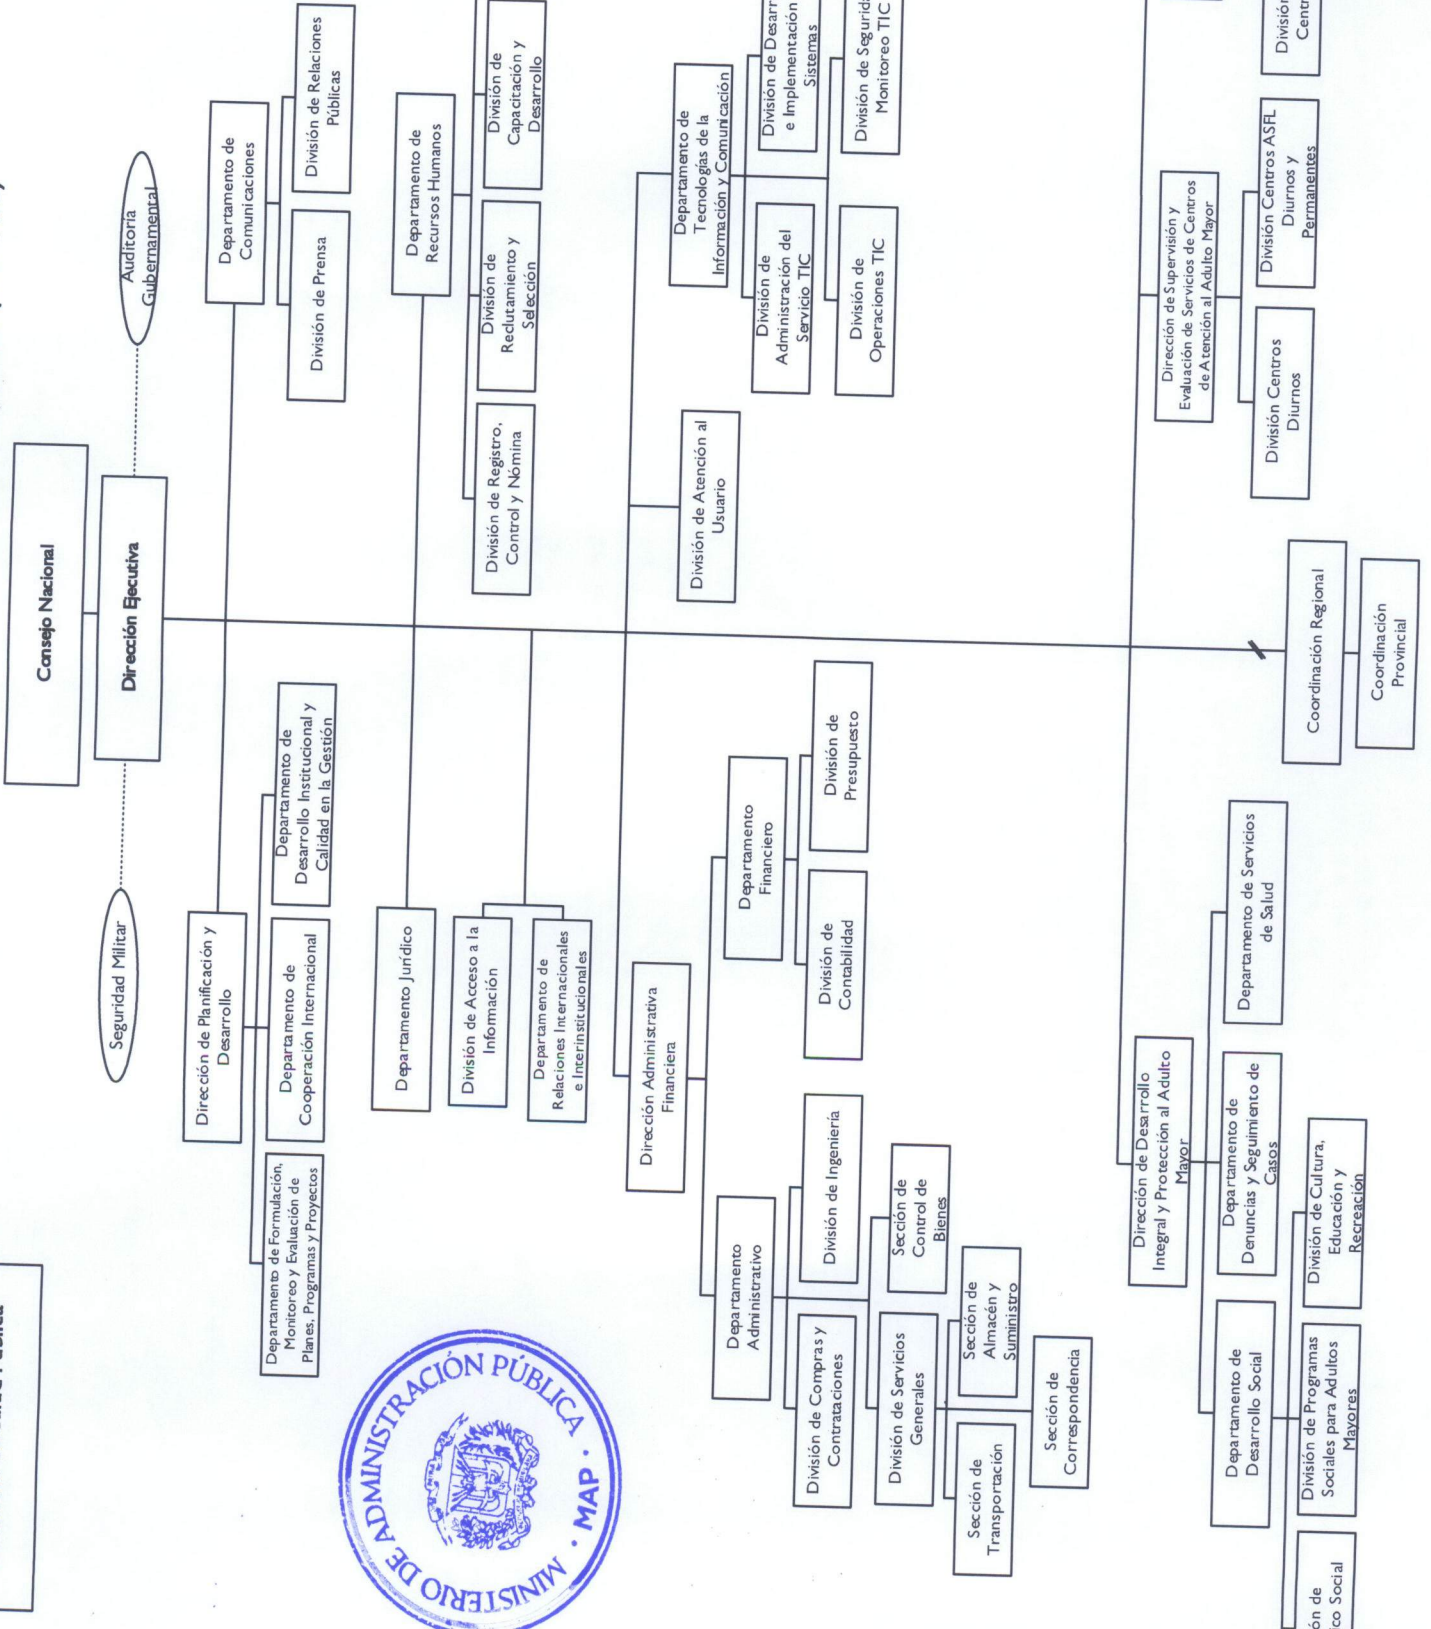 Consejo Nacional
Dirección Ejecutiva
Seguridad Militar
Auditoría
Gubernamental
Dirección de Planificación y
Desarrollo
Departamento de Formulación,
Monitoreo y Evaluación de
Planes, Programas y Proyectos
Departamento de
Cooperación Internacional
Departamento de
Desarrollo Institucional y
Calidad en la Gestión
Departamento de
Comunicaciones
División de Prensa
División de Relaciones
Públicas
Departamento Jurídico
Departamento de
Recursos Humanos
División de Registro,
Control y Nómina
División de
Reclutamiento y
Selección
División de
Capacitación y
Desarrollo
División de Acceso a la
Información
Departamento de
Relaciones Internacionales
e Interinstitucionales
Dirección Administrativa
Financiera
Departamento
Administrativo
División de Compras y
Contrataciones
División de Ingeniería
División de Servicios
Generales
Sección de
Control de
Bienes
Sección de
Transportación
Sección de
Almacén y
Suministro
Sección de
Correspondencia
Departamento
Financiero
División de
Contabilidad
División de
Presupuesto
División de Atención al
Usuario
Departamento de
Tecnologías de la
Información y Comunicación
División de
Administración del
Servicio TIC
División de
e Implementación
Sistemas
División de
Operaciones TIC
División de
Monitoreo TIC
Dirección de Desarrollo
Integral y Protección al Adulto
Mayor
Departamento de
Desarrollo Social
Departamento de
Denuncias y Seguimiento de
Casos
Departamento de Servicios
de Salud
Social
División de Programas
Sociales para Adultos
Mayores
División de Cultura,
Educación y
Recreación
Dirección de Supervisión y
Evaluación de Servicios de Centros
de Atención al Adulto Mayor
División Centros
Diurnos
División Centros ASFL
Diurnos y
Permanentes
División
Coordinación Regional
Coordinación
Provincial
MINISTERIO DE ADMINISTRACIÓN PÚBLICA
· MAP ·